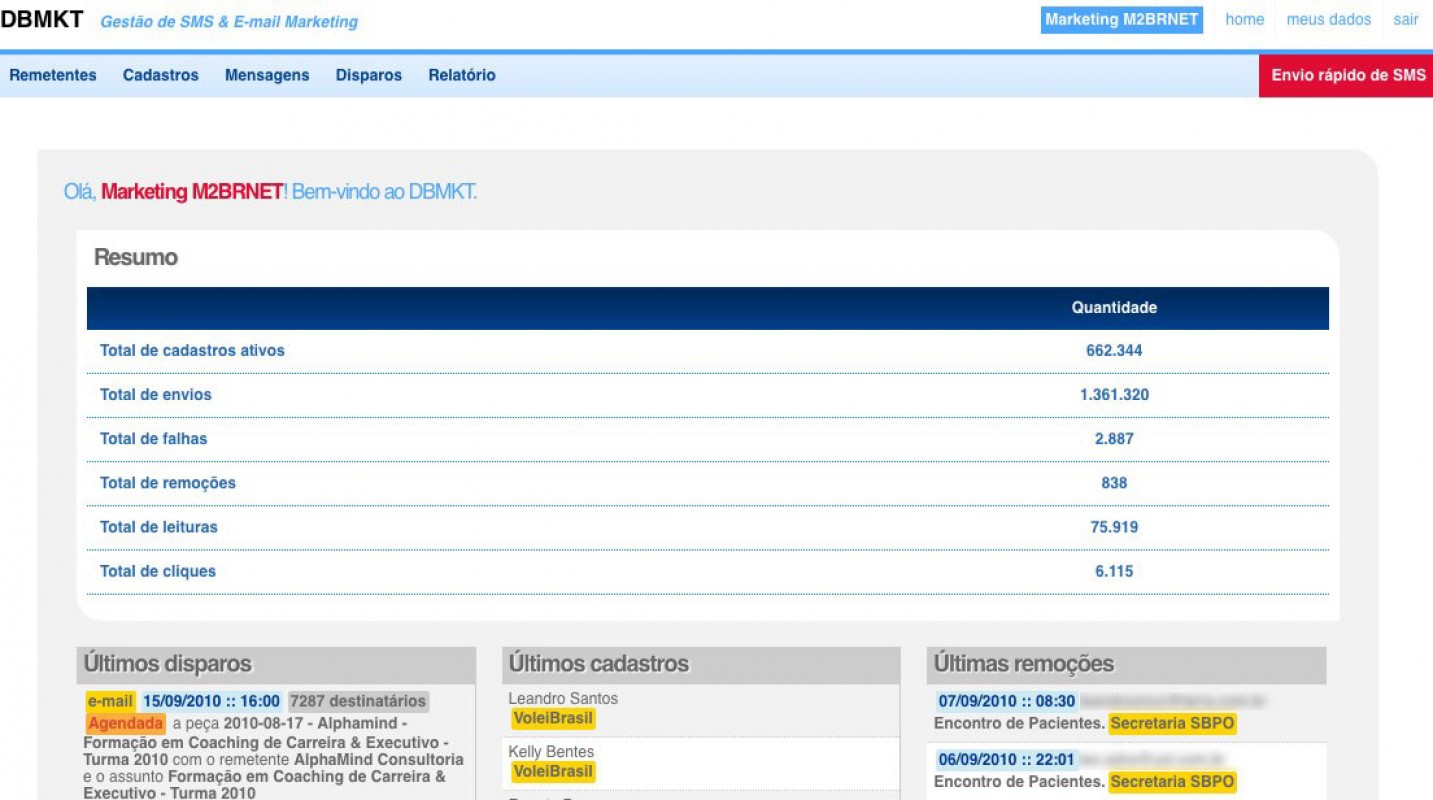 DBMKT Gestão de SMS & E-mail Marketing
Marketing M2BRNET home meus dados sair
Remetentes Cadastros Mensagens Disparos Relatório Envio rápido de SMS
Olá, Marketing M2BRNET! Bem-vindo ao DBMKT.
Resumo
Quantidade
Total de cadastros ativos 662.344
Total de envios 1.361.320
Total de falhas 2.887
Total de remoções 838
Total de leituras 75.919
Total de cliques 6.115
Últimos disparos
e-mail 15/09/2010 :: 16:00 7287 destinatários
Agendada a peça 2010-08-17 - Alphamind -
Formação em Coaching de Carreira & Executivo -
Turma 2010 com o remetente AlphaMind Consultoria
e o assunto Formação em Coaching de Carreira &
Executivo - Turma 2010
Últimos cadastros
Leandro Santos
VoleiBrasil
Kelly Bentes
VoleiBrasil
Últimas remoções
07/09/2010 :: 08:30
Encontro de Pacientes. Secretaria SBPO
06/09/2010 :: 22:01
Encontro de Pacientes. Secretaria SBPO